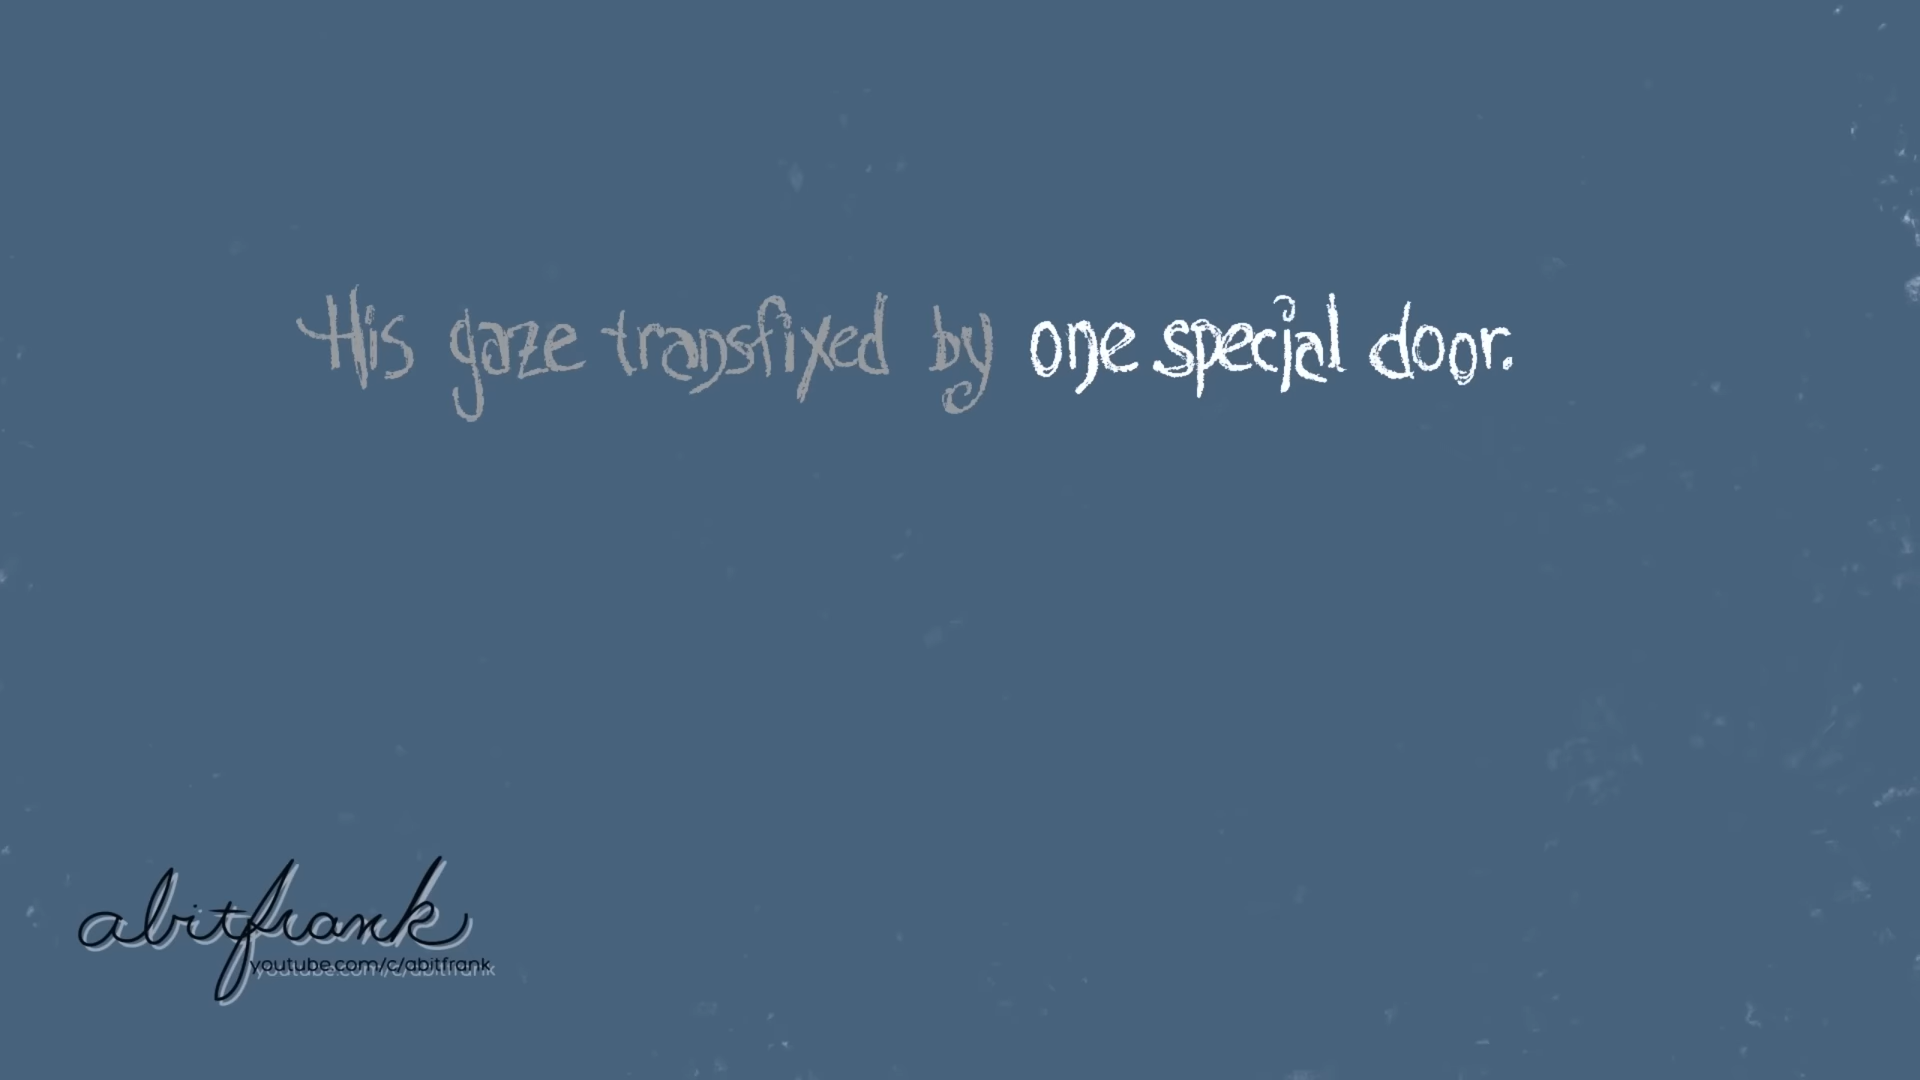 His gaze transfixed by one special door.
abitfrank
youtube.com/c/abitfrank